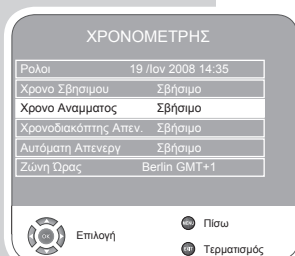 ΧΡΟΝΟΜΕΤΡΗΣ
Ρολοι 19 /Ιον 2008 14:35
Χρονο Σβησιμου Σβήσιμο
Χρονο Αναμματος Σβήσιμο
Χρονοδιακόπτης Απεν. Σβήσιμο
Αυτόματη Απενεργ Σβήσιμο
Ζώνη Ώρας Berlin GMT+1
OK Επιλογή
MENU Πίσω
EXIT Τερματισμός